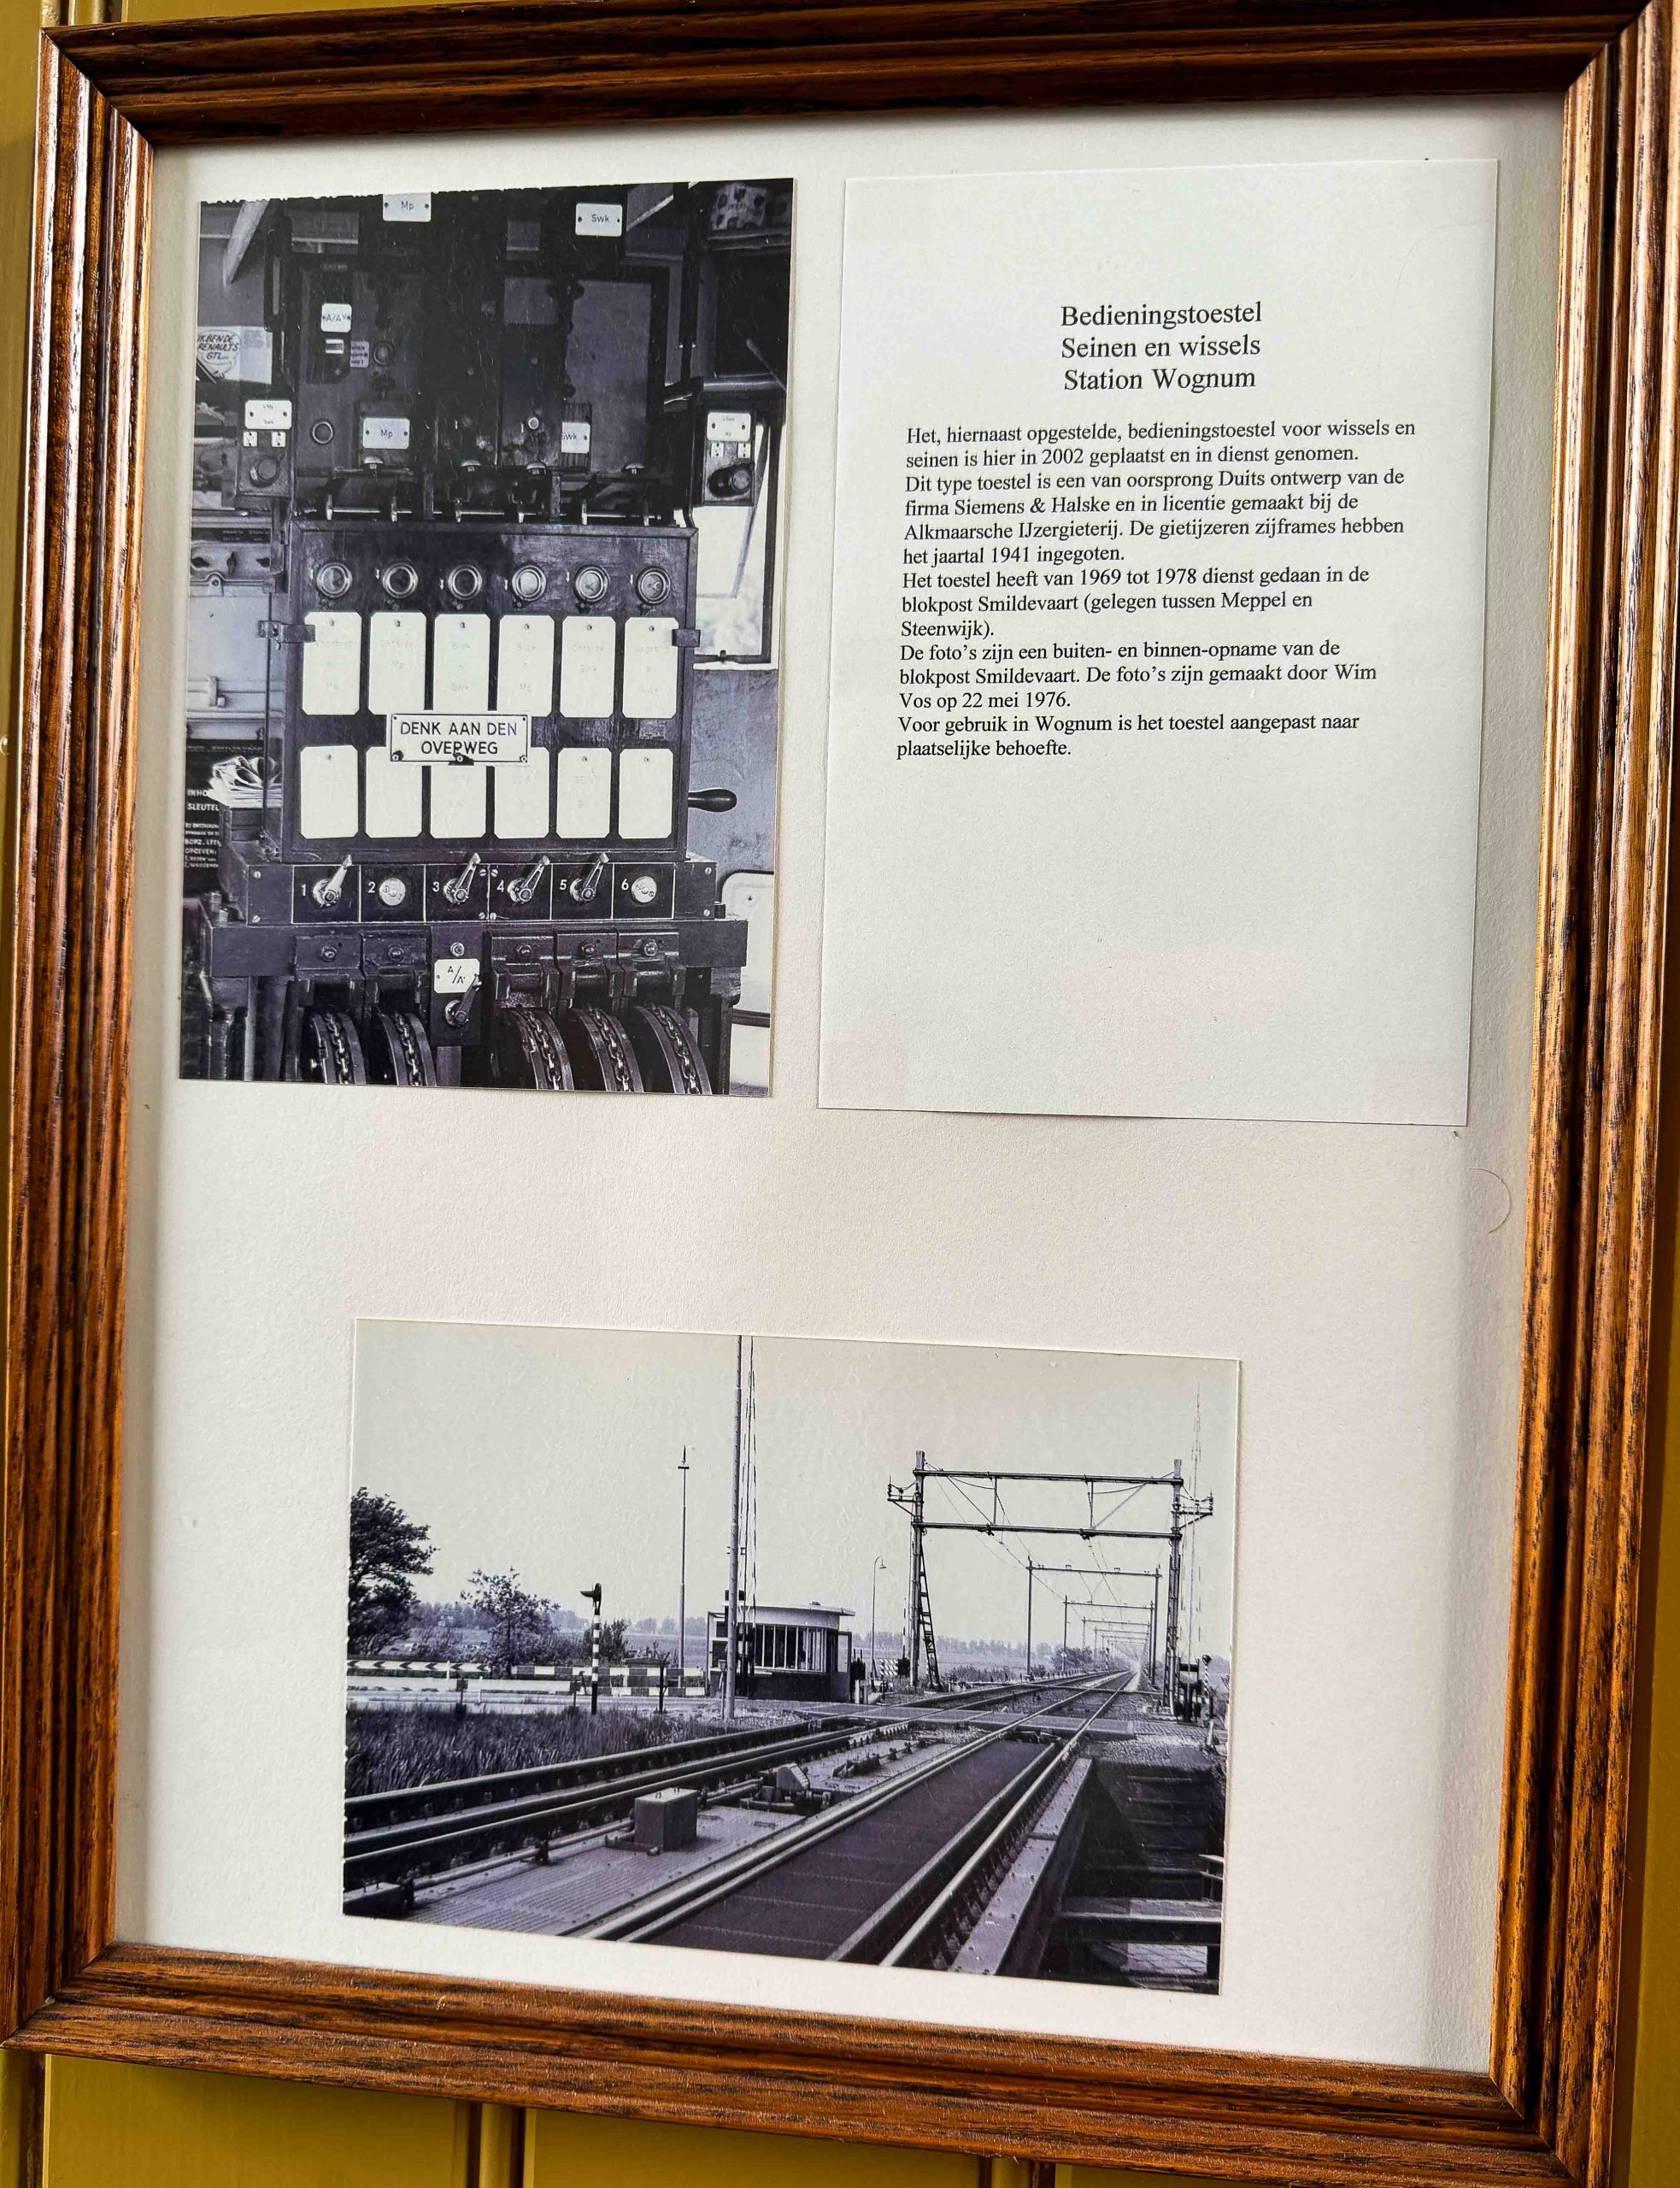 Mp
Swk
A/A
IK BEN DE
RENAULT5
GTL
Mp
Swk
DENK AAN DEN
OVERWEG
SLEUTEL
1 2 3 4 5 6
A/A
Bedieningstoestel
Seinen en wissels
Station Wognum
Het, hiernaast opgestelde, bedieningstoestel voor wissels en
seinen is hier in 2002 geplaatst en in dienst genomen.
Dit type toestel is een van oorsprong Duits ontwerp van de
firma Siemens & Halske en in licentie gemaakt bij de
Alkmaarsche IJzergieterij. De gietijzeren zijframes hebben
het jaartal 1941 ingegoten.
Het toestel heeft van 1969 tot 1978 dienst gedaan in de
blokpost Smildevaart (gelegen tussen Meppel en
Steenwijk).
De foto's zijn een buiten- en binnen-opname van de
blokpost Smildevaart. De foto's zijn gemaakt door Wim
Vos op 22 mei 1976.
Voor gebruik in Wognum is het toestel aangepast naar
plaatselijke behoefte.